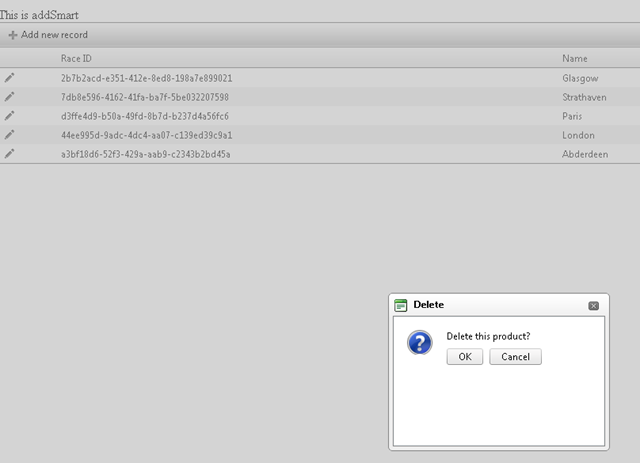 This is addSmart
Add new record
Race ID Name
2b7b2acd-e351-412e-8ed8-198a7e899021 Glasgow
7db8e596-4162-41fa-ba7f-5be032207598 Strathaven
d3ffe4d9-b50a-49fd-8b7d-b237d4a56fc6 Paris
44ee995d-9adc-4dc4-aa07-c139ed39c9a1 London
a3bf18d6-52f3-429a-aab9-c2343b2bd45a Abderdeen
Delete
Delete this product?
OK Cancel